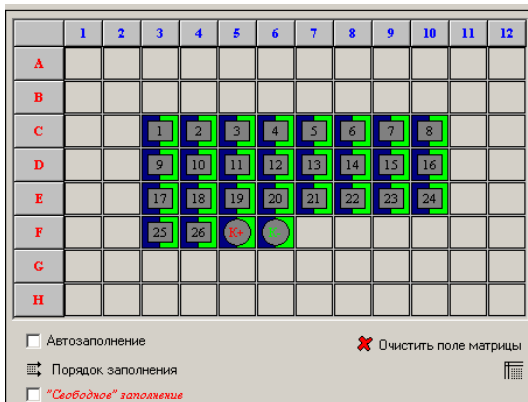 1 2 3 4 5 6 7 8 9 10 11 12
A
B
C 1 2 3 4 5 6 7 8
D 9 10 11 12 13 14 15 16
E 17 18 19 20 21 22 23 24
F 25 26 K+ K-
G
H
Автозаполнение Очистить поле матрицы
Порядок заполнения
"Свободное" заполнение